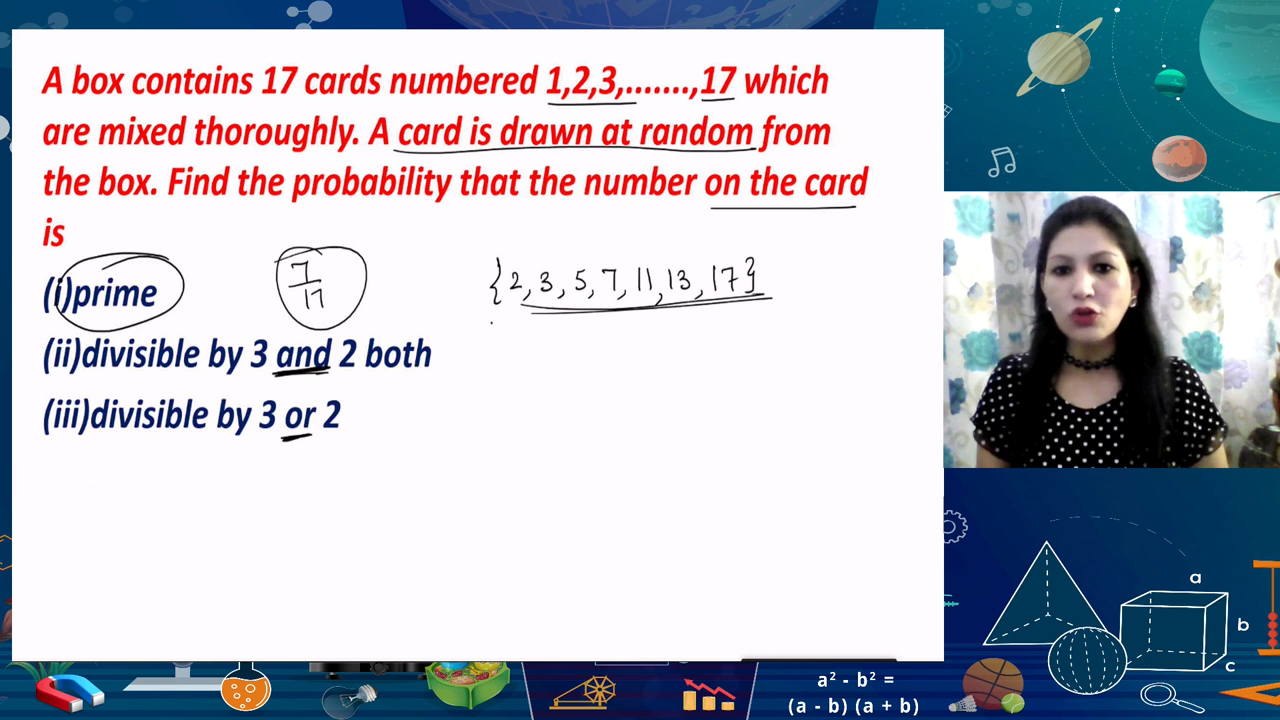 A box contains 17 cards numbered 1,2,3,.......,17 which
are mixed thoroughly. A card is drawn at random from
the box. Find the probability that the number on the card
is
(i)prime
7/17
{2, 3, 5, 7, 11, 13, 17}
(ii)divisible by 3 and 2 both
(iii)divisible by 3 or 2
a
b
c
a² - b² =
(a - b) (a + b)